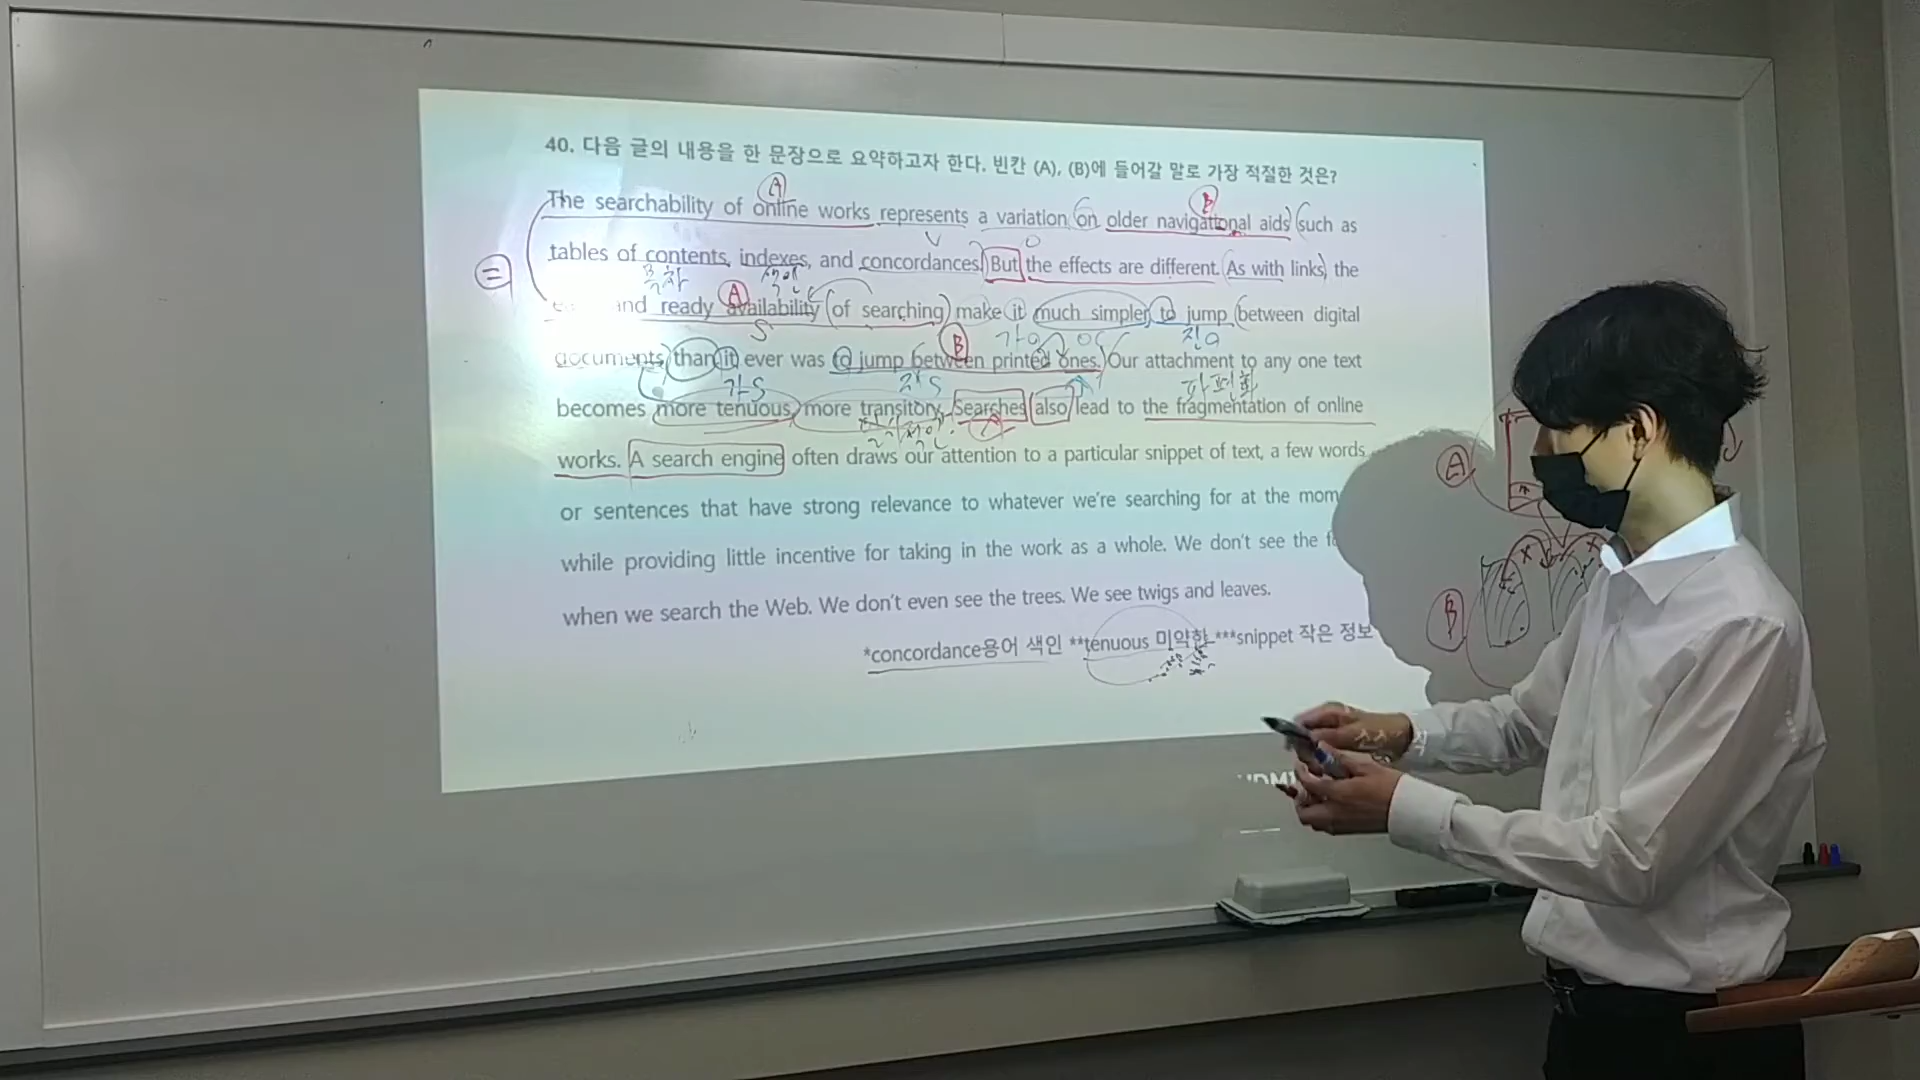 40. 다음 글의 내용을 한 문장으로 요약하고자 한다. 빈칸 (A), (B)에 들어갈 말로 가장 적절한 것은?
A
B
The searchability of online works represents a variation on older navigational aids such as
tables of contents, indexes, and concordances. But the effects are different. As with links, the
목차
색인
=
A
and ready availability of searching make it much simpler to jump between digital
S
B
documents than it ever was to jump between printed ones. Our attachment to any one text
가S
파편화
becomes more tenuous, more transitory. Searches also lead to the fragmentation of online
works. A search engine often draws our attention to a particular snippet of text, a few words
A
or sentences that have strong relevance to whatever we're searching for at the mom
while providing little incentive for taking in the work as a whole. We don't see the
when we search the Web. We don't even see the trees. We see twigs and leaves.
B
*concordance용어 색인 **tenuous 미약한 ***snippet 작은 정보